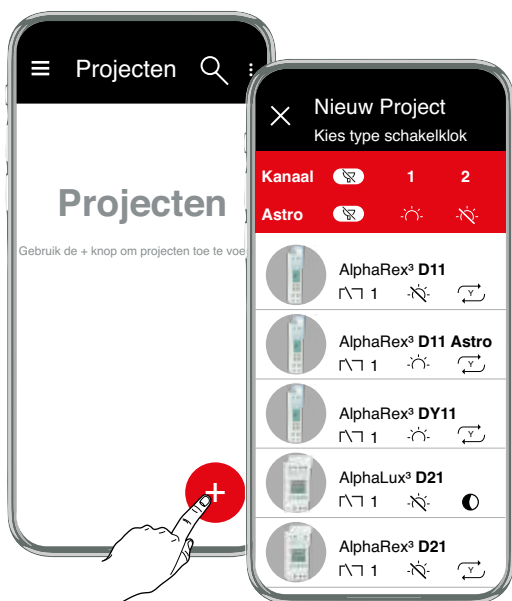 Projecten
Projecten
Gebruik de + knop om projecten toe te voe
+
Nieuw Project
Kies type schakelklok
Kanaal 1 2
Astro
AlphaRex³ D11
1 Y
AlphaRex³ D11 Astro
1 Y
AlphaRex³ DY11
1 Y
AlphaLux³ D21
1
AlphaRex³ D21
1 Y